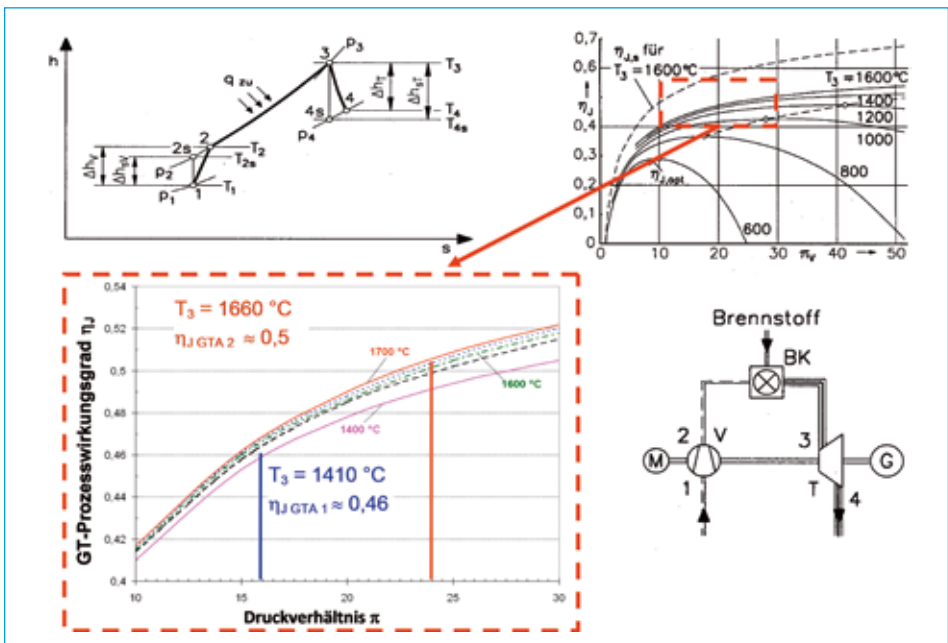 h
s
q zu
3
p₃
T₃
4s
4
p₄
T₄
T₄ₛ
Δh_T
Δh_sT
2s
2
p₂
T₂
T₂ₛ
p₁
1
T₁
Δh_V
Δh_sV
0,7
0,6
η_J
0,4
0,3
0,2
0,1
0
10
20
30
π_V
40
50
η_J,s für
T₃ = 1600 °C
T₃ = 1600 °C
1400
1200
1000
800
600
η_J,opt
GT-Prozesswirkungsgrad η_J
0,54
0,52
0,5
0,48
0,46
0,44
0,42
0,4
T₃ = 1660 °C
η_J GTA 2 ≈ 0,5
1700 °C
1600 °C
1400 °C
T₃ = 1410 °C
η_J GTA 1 ≈ 0,46
10
15
20
25
30
Druckverhältnis π
Brennstoff
BK
2
V
3
M
G
1
T
4